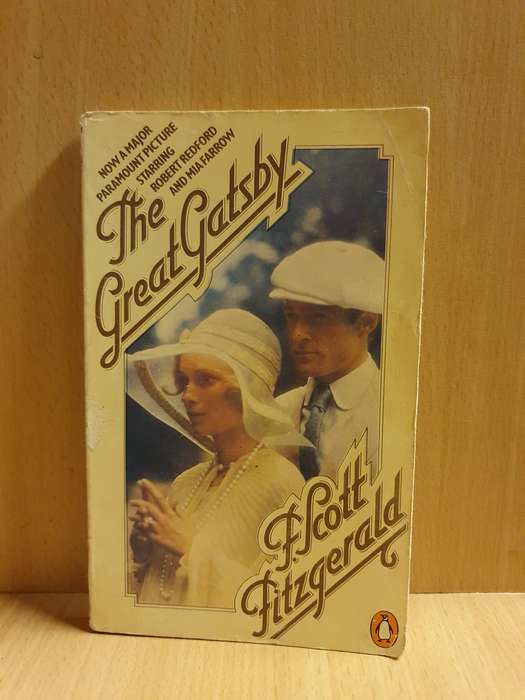 NOW A MAJOR
PARAMOUNT PICTURE
STARRING
ROBERT REDFORD
AND MIA FARROW
The
Great Gatsby
F. Scott
Fitzgerald